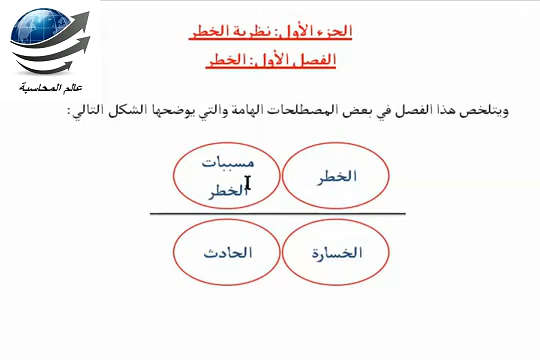 الجزء الأول: نظرية الخطر
الفصل الأول: الخطر
عالم المحاسبة
ويتلخص هذا الفصل في بعض المصطلحات الهامة والتي يوضحها الشكل التالي:
الخطر
مسببات
الخطر
الخسارة
الحادث